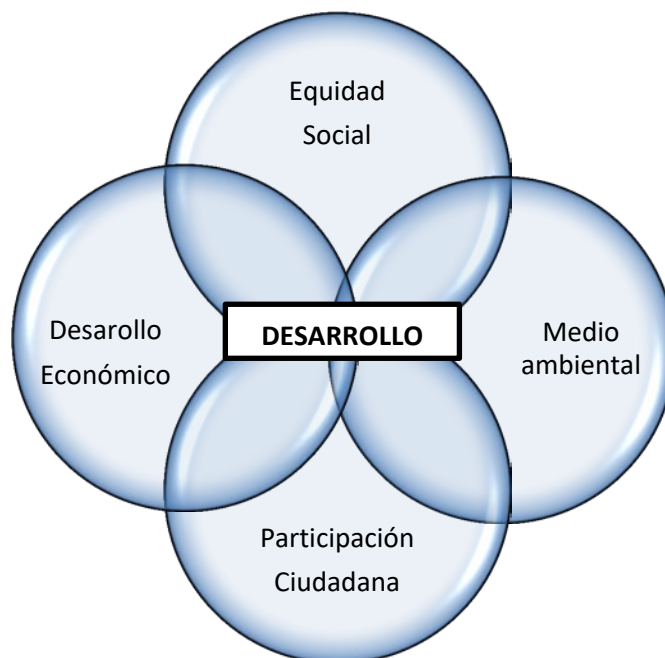 Equidad
Social
Desarollo
Económico
DESARROLLO
Medio
ambiental
Participación
Ciudadana